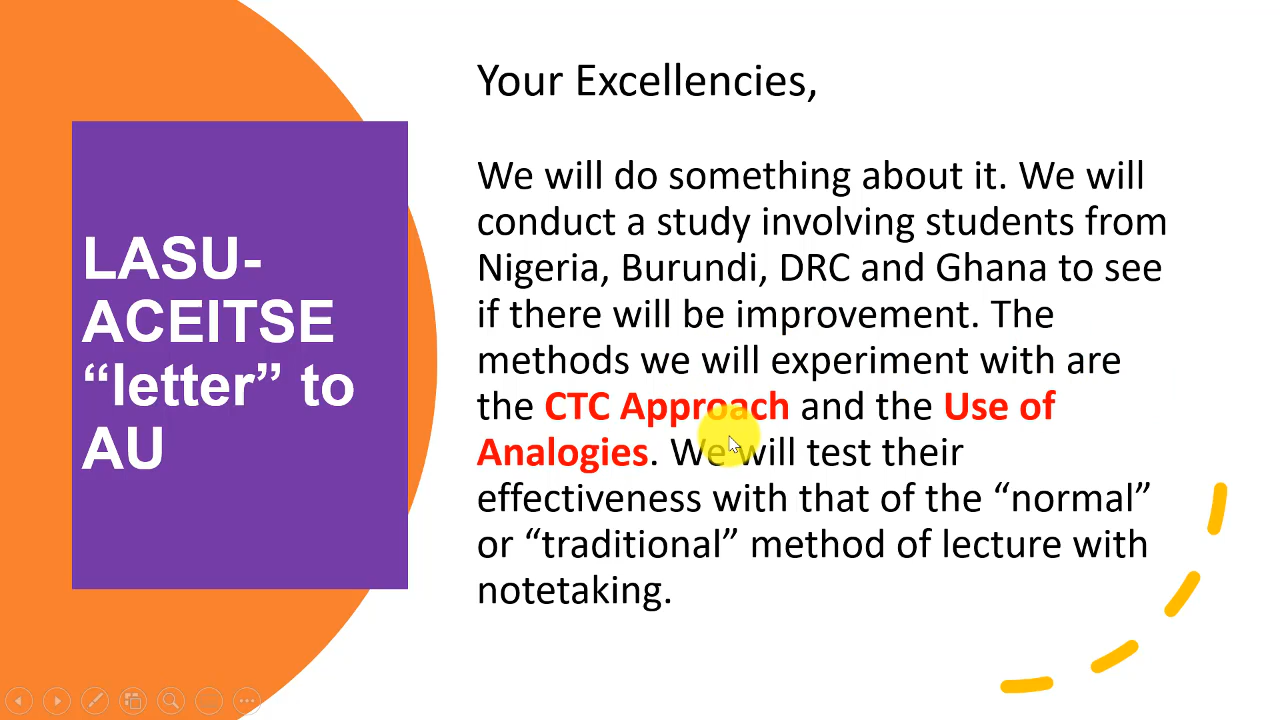 LASU-
ACEITSE
“letter” to
AU
Your Excellencies,
We will do something about it. We will
conduct a study involving students from
Nigeria, Burundi, DRC and Ghana to see
if there will be improvement. The
methods we will experiment with are
the CTC Approach and the Use of
Analogies. We will test their
effectiveness with that of the “normal”
or “traditional” method of lecture with
notetaking.